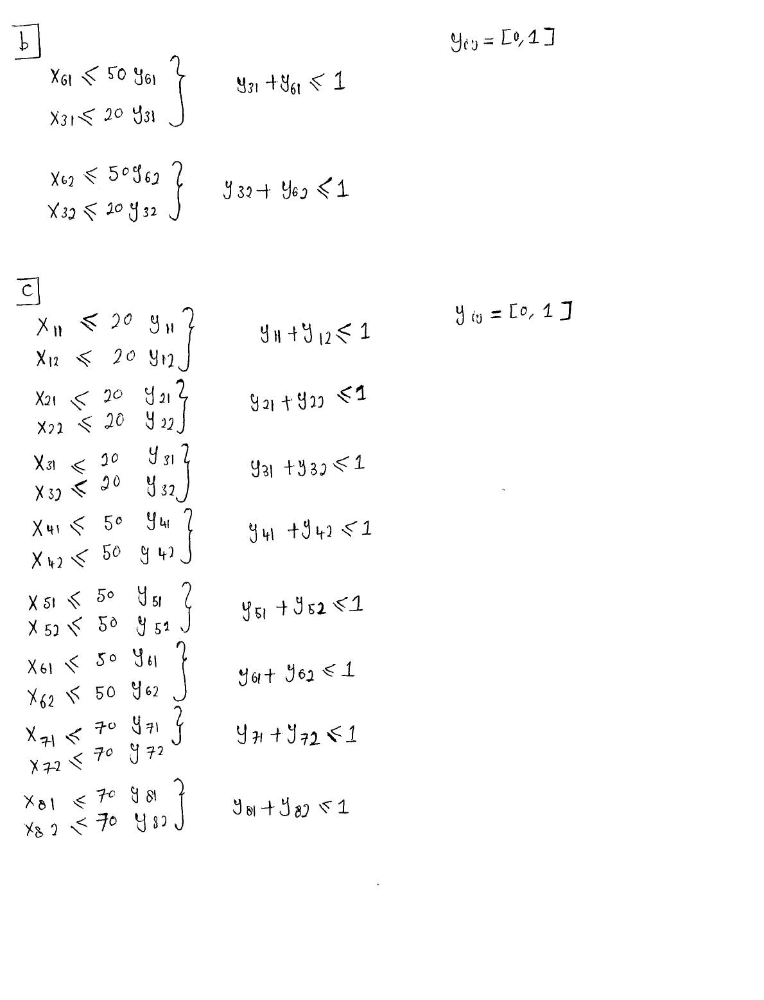 b
y_ij = [0, 1]
x61 ≤ 50 y61 }
y31 + y61 ≤ 1
x31 ≤ 20 y31
x62 ≤ 50 y62 }
y32 + y62 ≤ 1
x32 ≤ 20 y32
c
y_ij = [0, 1]
x11 ≤ 20 y11 }
y11 + y12 ≤ 1
x12 ≤ 20 y12
x21 ≤ 20 y21 }
y21 + y22 ≤ 1
x22 ≤ 20 y22
x31 ≤ 20 y31 }
y31 + y32 ≤ 1
x32 ≤ 20 y32
x41 ≤ 50 y41 }
y41 + y42 ≤ 1
x42 ≤ 50 y42
x51 ≤ 50 y51 }
y51 + y52 ≤ 1
x52 ≤ 50 y52
x61 ≤ 50 y61 }
y61 + y62 ≤ 1
x62 ≤ 50 y62
x71 ≤ 70 y71 }
y71 + y72 ≤ 1
x72 ≤ 70 y72
x81 ≤ 70 y81 }
y81 + y82 ≤ 1
x82 ≤ 70 y82